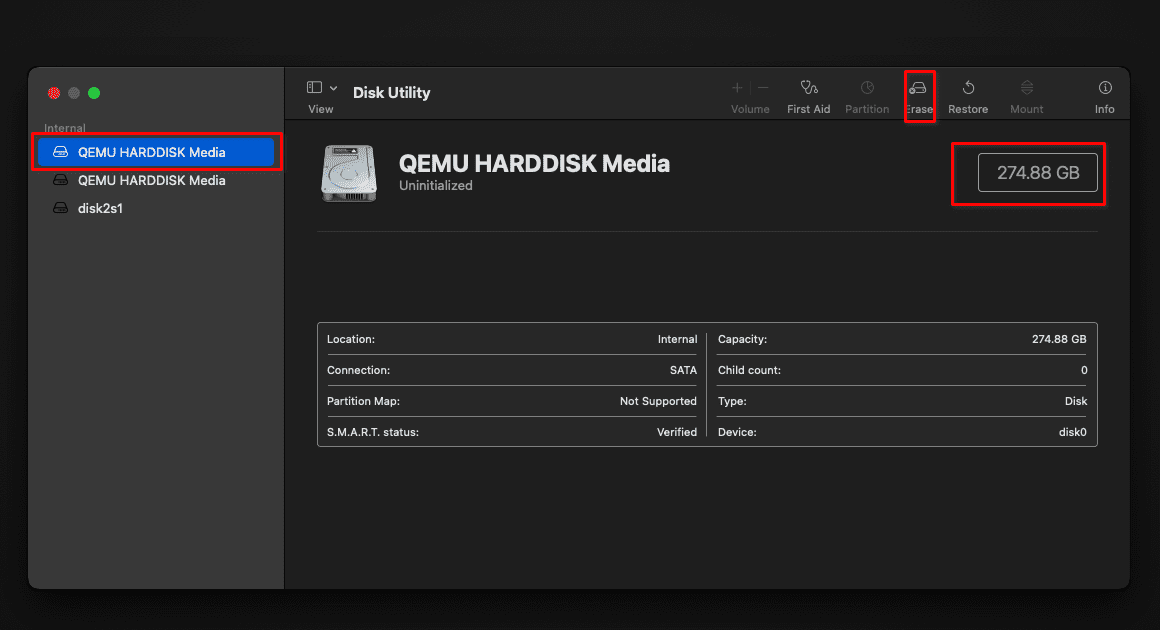 View
Disk Utility
Volume
First Aid
Partition
Erase
Restore
Mount
Info
Internal
QEMU HARDDISK Media
QEMU HARDDISK Media
disk2s1
QEMU HARDDISK Media
Uninitialized
274.88 GB
Location: Internal
Connection: SATA
Partition Map: Not Supported
S.M.A.R.T. status: Verified
Capacity: 274.88 GB
Child count: 0
Type: Disk
Device: disk0